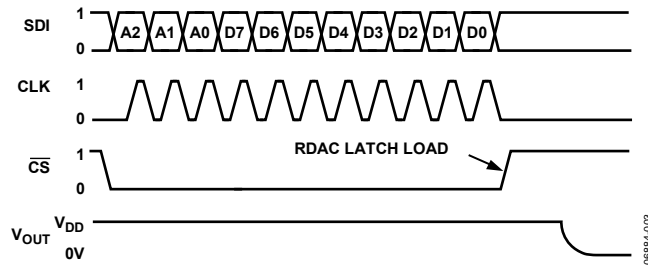 SDI 1 0 A2 A1 A0 D7 D6 D5 D4 D3 D2 D1 D0
CLK 1 0
CS 1 0 RDAC LATCH LOAD
VOUT VDD 0V
06884-003